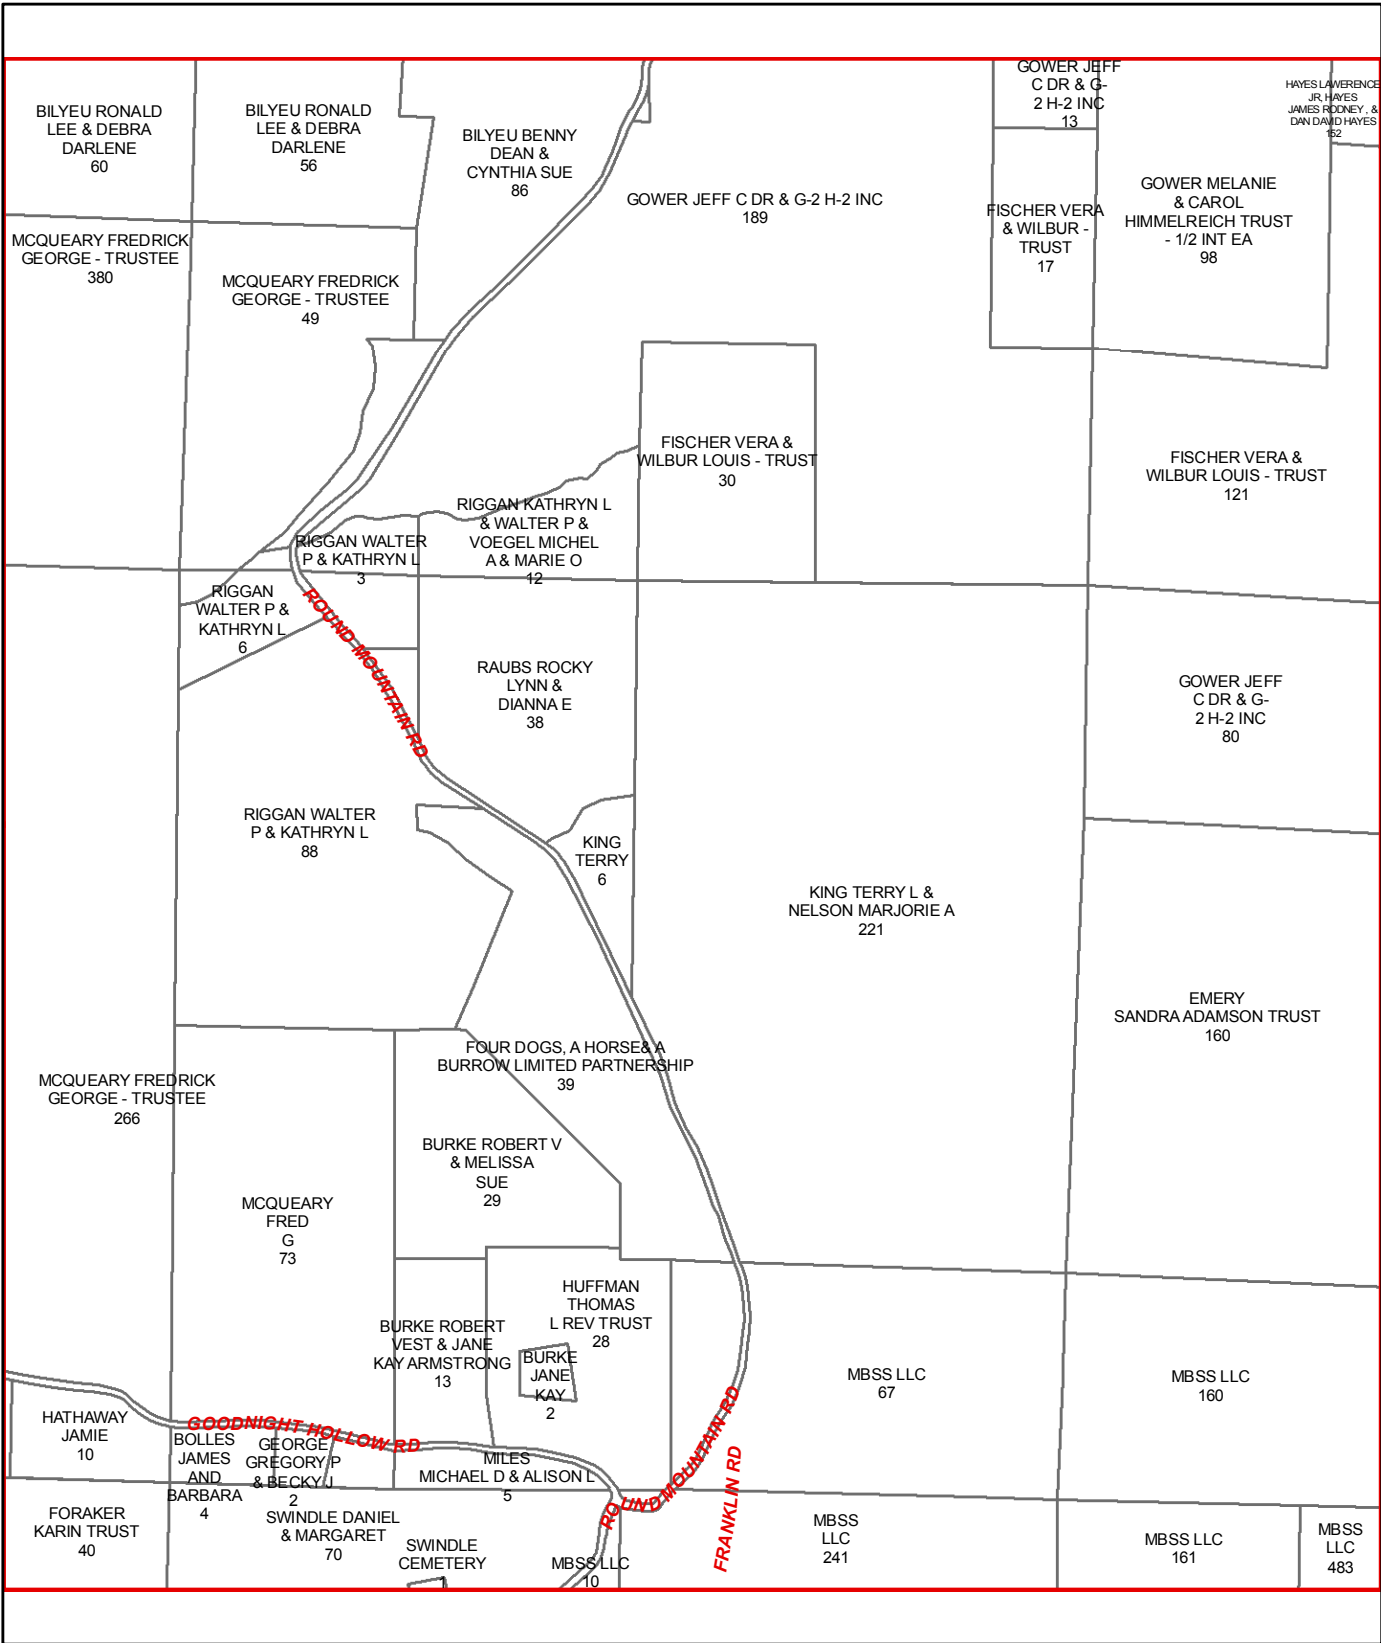 BILYEU RONALD
LEE & DEBRA
DARLENE
60
BILYEU RONALD
LEE & DEBRA
DARLENE
56
BILYEU BENNY
DEAN &
CYNTHIA SUE
86
GOWER JEFF C DR & G-2 H-2 INC
189
GOWER JEFF
C DR & G-
2 H-2 INC
13
HAYES LAWERENCE
JR, HAYES
JAMES RODNEY , &
DAN DAVID HAYES
152
FISCHER VERA
& WILBUR -
TRUST
17
GOWER MELANIE
& CAROL
HIMMELREICH TRUST
- 1/2 INT EA
98
MCQUEARY FREDRICK
GEORGE - TRUSTEE
380
MCQUEARY FREDRICK
GEORGE - TRUSTEE
49
FISCHER VERA &
WILBUR LOUIS - TRUST
30
FISCHER VERA &
WILBUR LOUIS - TRUST
121
RIGGAN WALTER
P & KATHRYN L
3
RIGGAN KATHRYN L
& WALTER P &
VOEGEL MICHEL
A & MARIE O
12
RIGGAN
WALTER P &
KATHRYN L
6
ROUND MOUNTAIN RD
RAUBS ROCKY
LYNN &
DIANNA E
38
GOWER JEFF
C DR & G-
2 H-2 INC
80
RIGGAN WALTER
P & KATHRYN L
88
KING
TERRY
6
KING TERRY L &
NELSON MARJORIE A
221
EMERY
SANDRA ADAMSON TRUST
160
MCQUEARY FREDRICK
GEORGE - TRUSTEE
266
FOUR DOGS, A HORSE& A
BURROW LIMITED PARTNERSHIP
39
BURKE ROBERT V
& MELISSA
SUE
29
MCQUEARY
FRED
G
73
HUFFMAN
THOMAS
L REV TRUST
28
BURKE ROBERT
VEST & JANE
KAY ARMSTRONG
13
BURKE
JANE
KAY
2
MBSS LLC
67
MBSS LLC
160
HATHAWAY
JAMIE
10
GOODNIGHT HOLLOW RD
BOLLES
JAMES
AND
BARBARA
4
GEORGE
GREGORY P
& BECKY J
2
MILES
MICHAEL D & ALISON L
5
ROUND MOUNTAIN RD
FRANKLIN RD
FORAKER
KARIN TRUST
40
SWINDLE DANIEL
& MARGARET
70
SWINDLE
CEMETERY
1
MBSS LLC
10
MBSS
LLC
241
MBSS LLC
161
MBSS
LLC
483